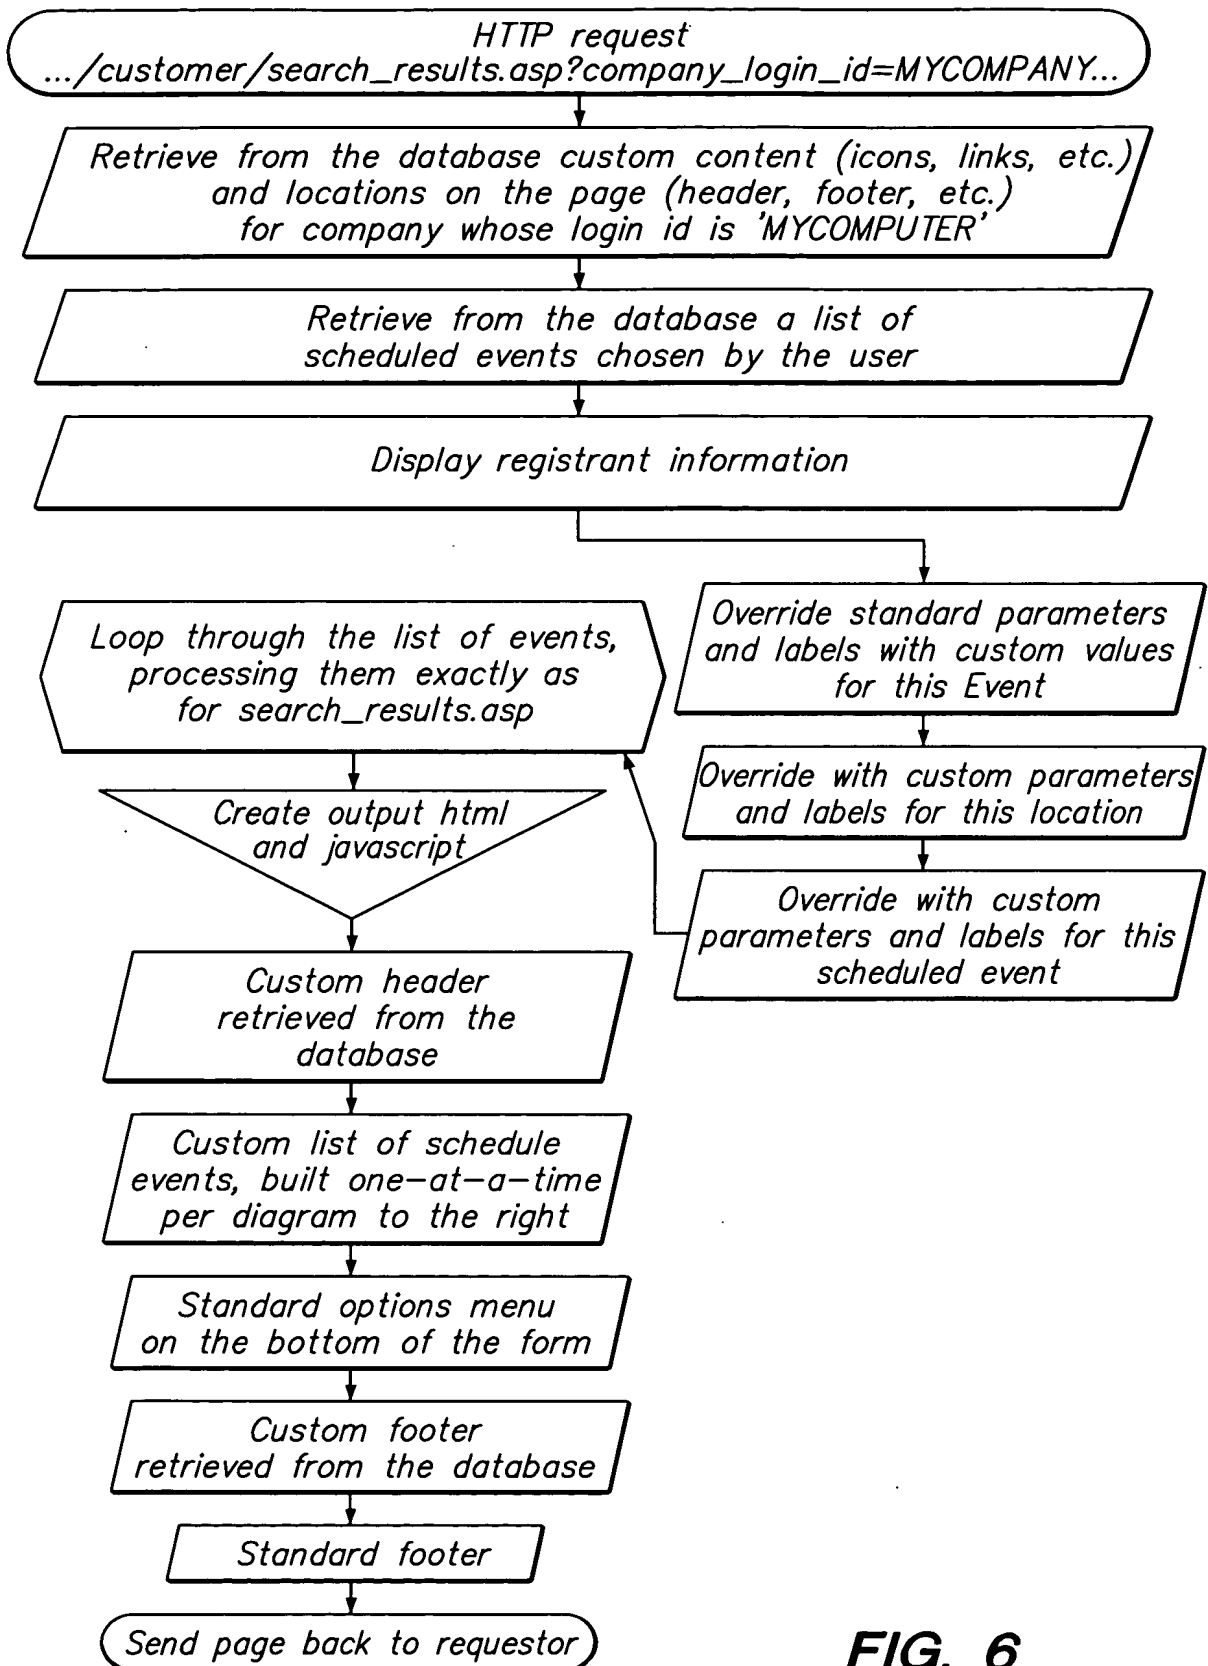 HTTP request
.../customer/search_results.asp?company_login_id=MYCOMPANY...
Retrieve from the database custom content (icons, links, etc.)
and locations on the page (header, footer, etc.)
for company whose login id is 'MYCOMPUTER'
Retrieve from the database a list of
scheduled events chosen by the user
Display registrant information
Override standard parameters
and labels with custom values
for this Event
Override with custom parameters
and labels for this location
Override with custom
parameters and labels for this
scheduled event
Loop through the list of events,
processing them exactly as
for search_results.asp
Create output html
and javascript
Custom header
retrieved from the
database
Custom list of schedule
events, built one-at-a-time
per diagram to the right
Standard options menu
on the bottom of the form
Custom footer
retrieved from the database
Standard footer
Send page back to requestor
FIG. 6